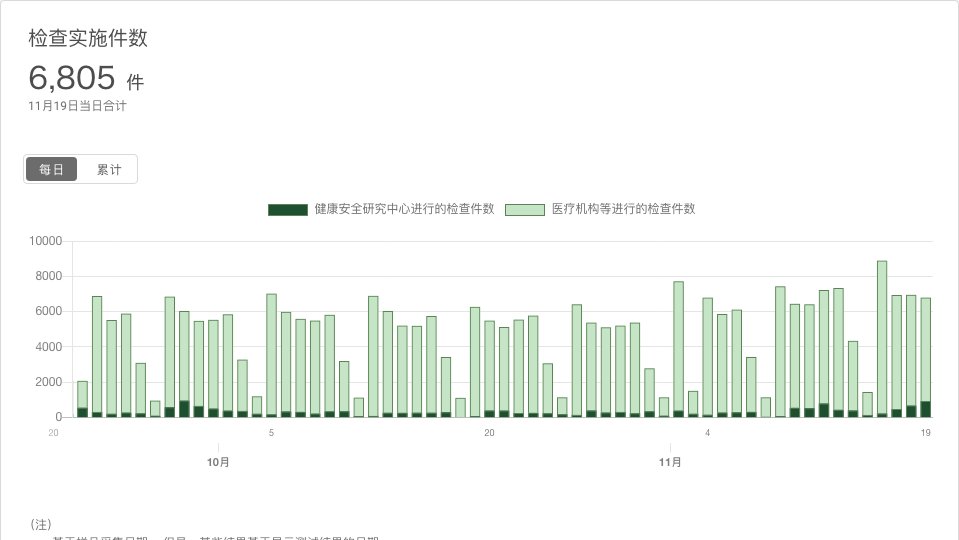 检查实施件数
6,805 件
11月19日当日合计
每日 累计
健康安全研究中心进行的检查件数 医疗机构等进行的检查件数
10000
8000
6000
4000
2000
0
20 5 20 4 19
10月 11月
(注)